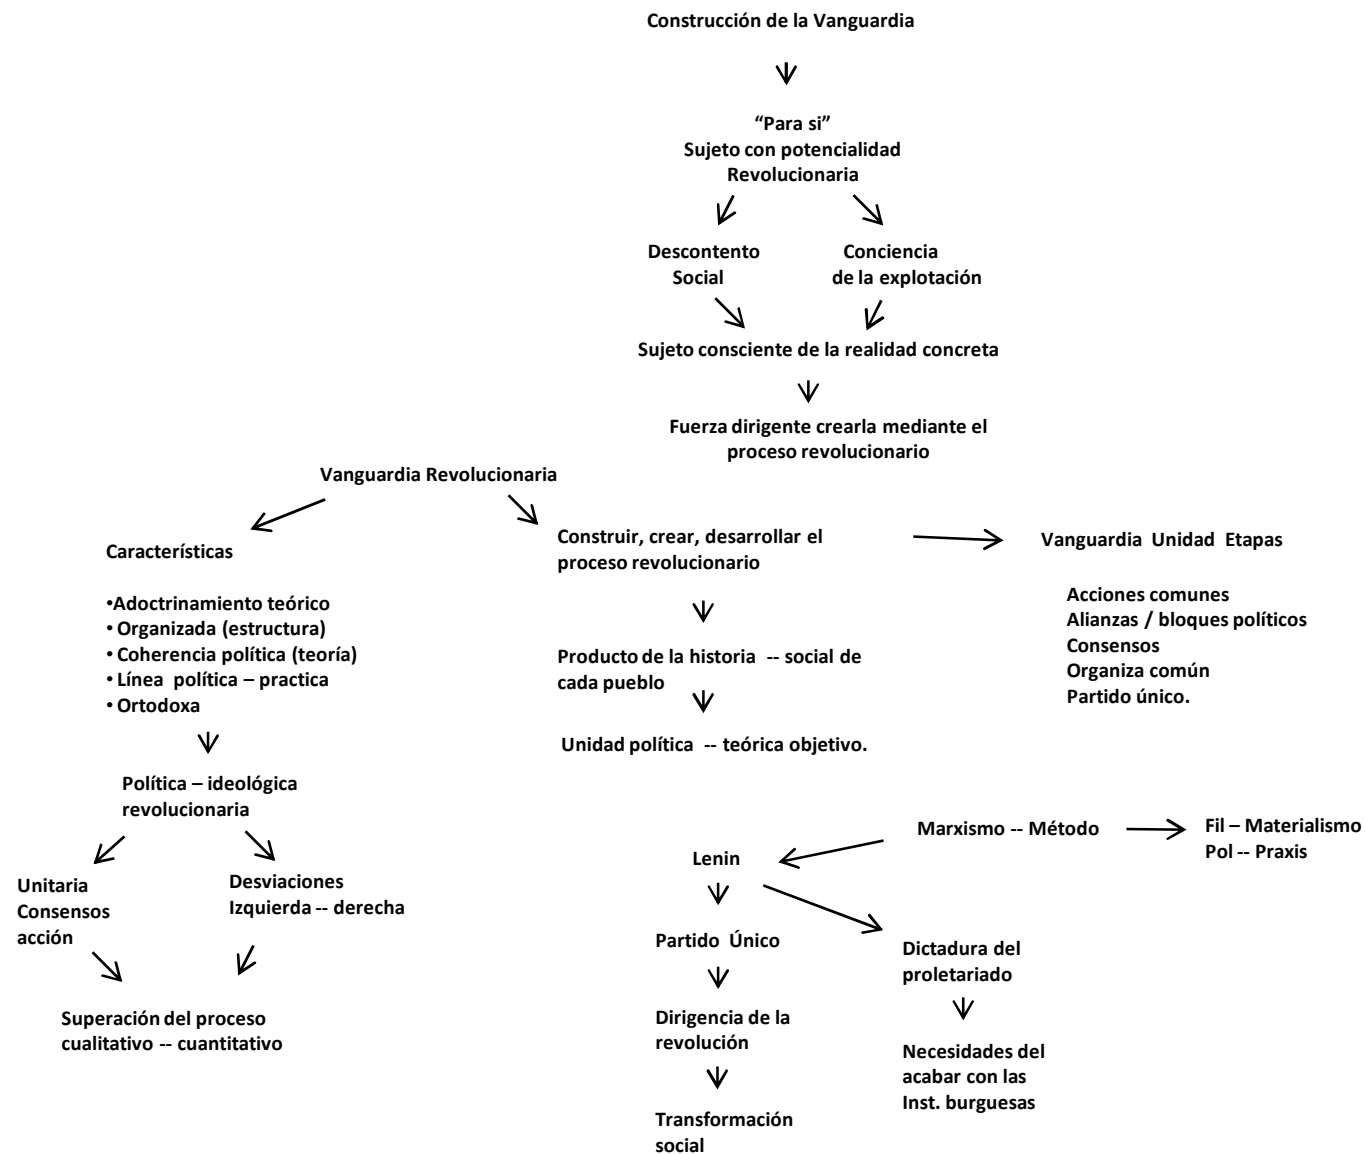 Construcción de la Vanguardia
“Para si”
Sujeto con potencialidad
Revolucionaria
Descontento
Social
Conciencia
de la explotación
Sujeto consciente de la realidad concreta
Fuerza dirigente crearla mediante el
proceso revolucionario
Vanguardia Revolucionaria
Características
•Adoctrinamiento teórico
• Organizada (estructura)
• Coherencia política (teoría)
• Línea política – practica
• Ortodoxa
Política – ideológica
revolucionaria
Unitaria
Consensos
acción
Desviaciones
Izquierda -- derecha
Superación del proceso
cualitativo -- cuantitativo
Construir, crear, desarrollar el
proceso revolucionario
Producto de la historia -- social de
cada pueblo
Unidad política -- teórica objetivo.
Vanguardia Unidad Etapas
Acciones comunes
Alianzas / bloques políticos
Consensos
Organiza común
Partido único.
Marxismo -- Método
Fil – Materialismo
Pol -- Praxis
Lenin
Partido Único
Dirigencia de la
revolución
Transformación
social
Dictadura del
proletariado
Necesidades del
acabar con las
Inst. burguesas